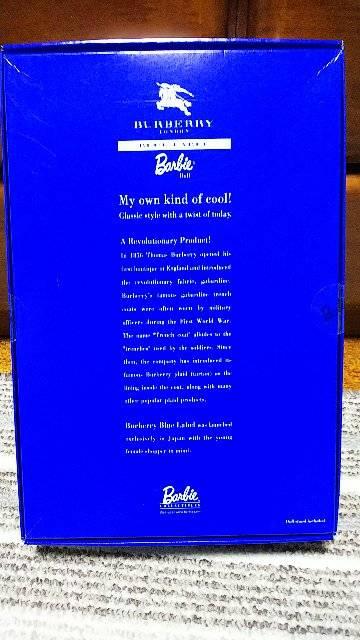 BURBERRY
LONDON
BLUE LABEL
Barbie
Doll
My own kind of cool!
Classic style with a twist of today.
A Revolutionary Product!
In 1856 Thomas Burberry opened his
first boutique in England and introduced
the revolutionary fabric, gabardine.
Burberry's famous gabardine trench
coats were often worn by military
officers during the First World War.
The name "trench coat" alludes to the
"trenches" used by the soldiers. Since
then, the company has introduced its
famous Burberry plaid (tartan) on the
lining inside the coat, along with many
other popular plaid products.
Burberry Blue Label was launched
exclusively in Japan with the young
female shopper in mind.
Barbie
COLLECTIBLES
Doll stand included.